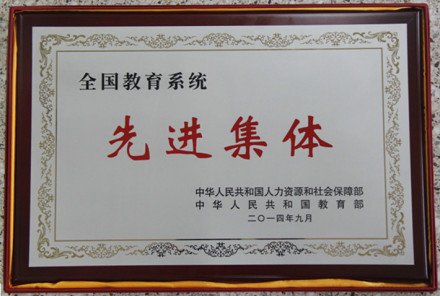 全国教育系统
先进集体
中华人民共和国人力资源和社会保障部
中华人民共和国教育部
二〇一四年九月